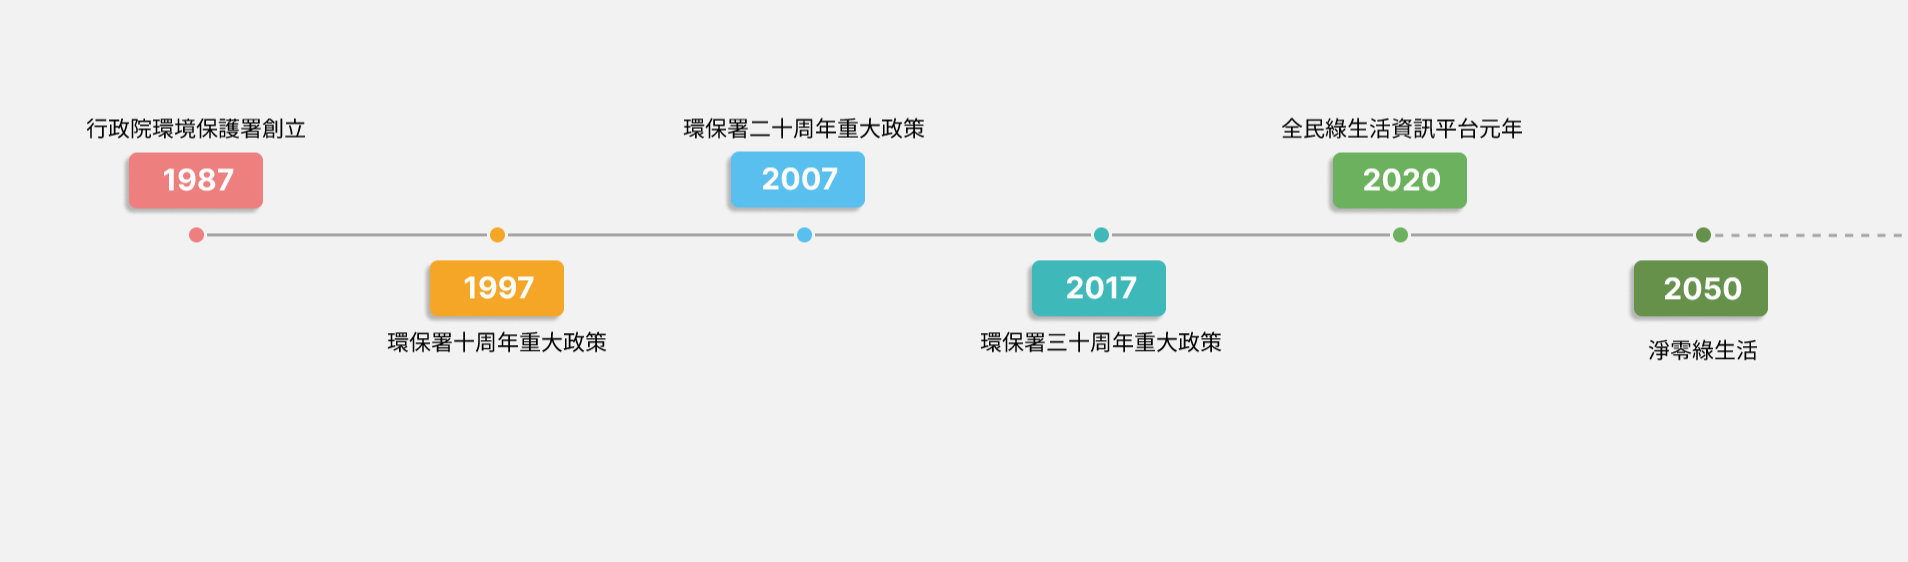 行政院環境保護署創立
1987
1997
環保署十周年重大政策
環保署二十周年重大政策
2007
2017
環保署三十周年重大政策
全民綠生活資訊平台元年
2020
2050
淨零綠生活